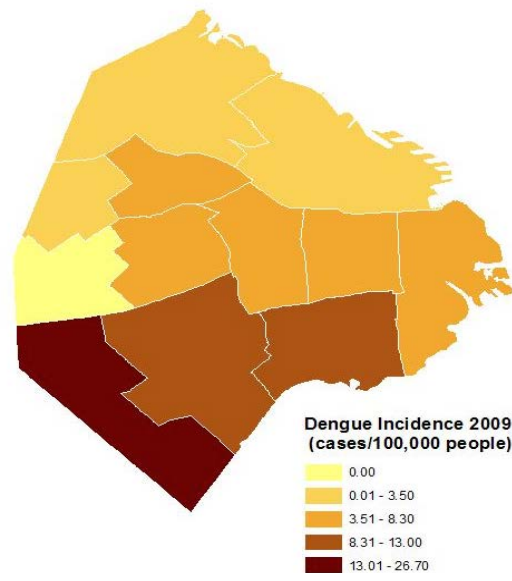 Dengue Incidence 2009
(cases/100,000 people)
0.00
0.01 - 3.50
3.51 - 8.30
8.31 - 13.00
13.01 - 26.70